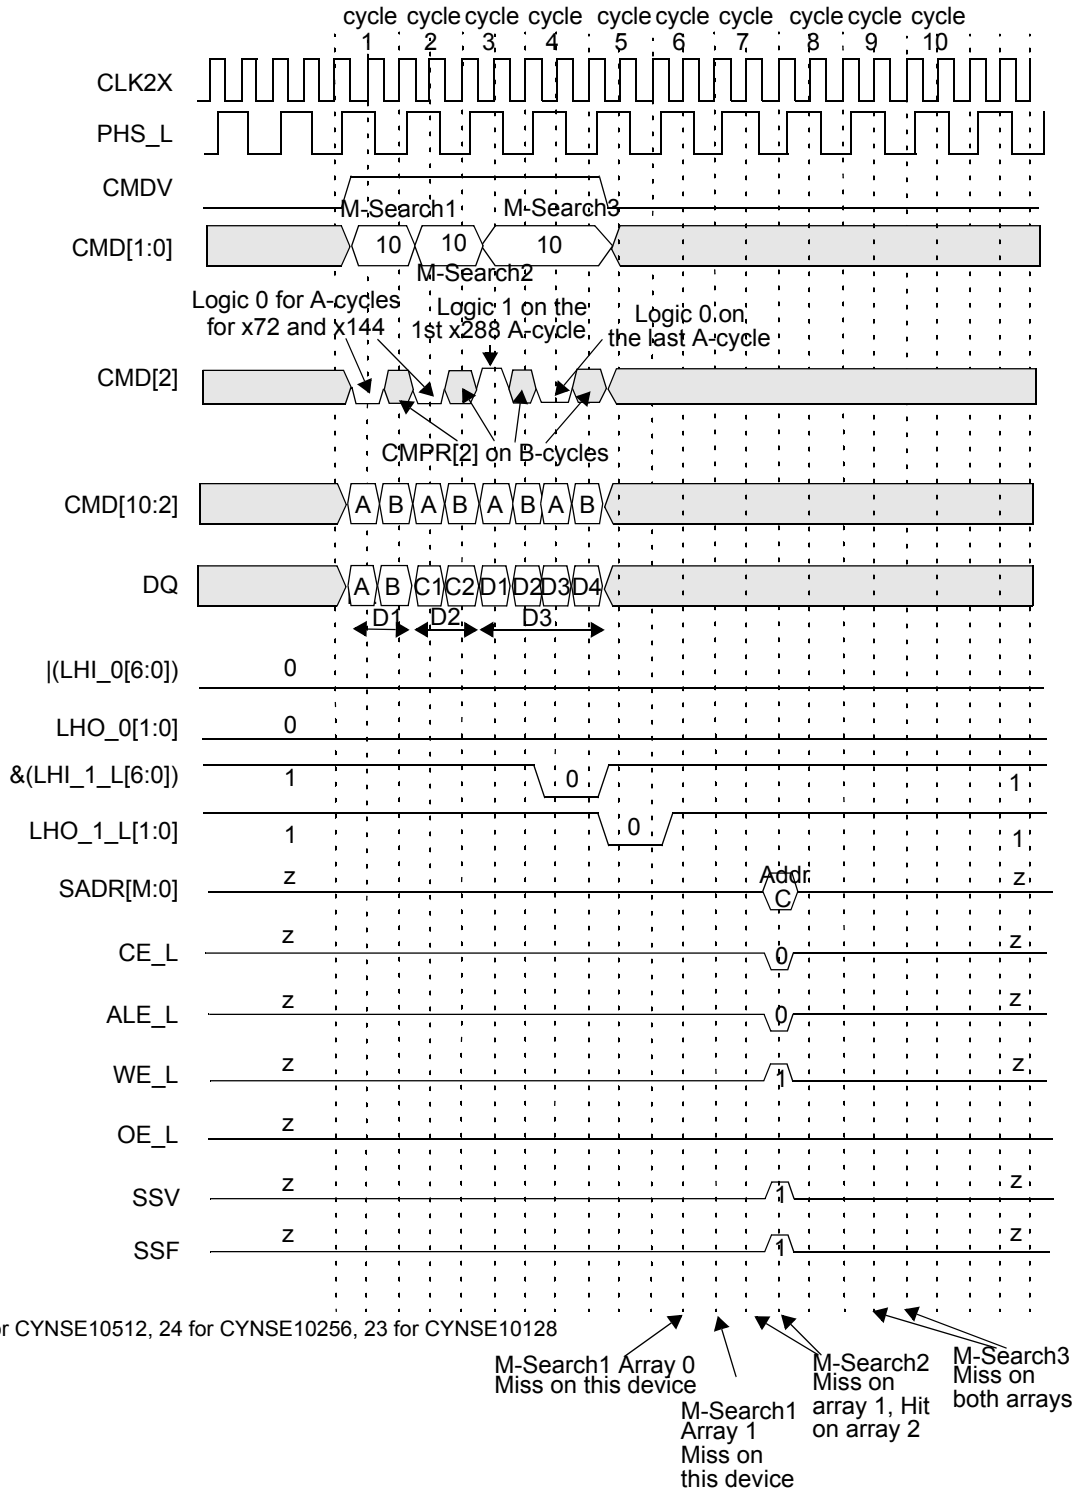 cycle cycle cycle cycle cycle cycle cycle cycle cycle cycle
1 2 3 4 5 6 7 8 9 10
CLK2X
PHS_L
CMDV
M-Search1 M-Search3
CMD[1:0] 10 10 10
M-Search2
Logic 0 for A-cycles
for x72 and x144
Logic 1 on the
1st x288 A-cycle
Logic 0 on
the last A-cycle
CMD[2]
CMPR[2] on B-cycles
CMD[10:2] A B A B A B A B
DQ A B C1 C2 D1 D2 D3 D4
D1 D2 D3
|(LHI_0[6:0]) 0
LHO_0[1:0] 0
&(LHI_1_L[6:0]) 1 0 1
LHO_1_L[1:0] 1 0 1
SADR[M:0] z Addr C z
CE_L z 0 z
ALE_L z 0 z
WE_L z 1 z
OE_L z
SSV z 1 z
SSF z 1 z
or CYNSE10512, 24 for CYNSE10256, 23 for CYNSE10128
M-Search1 Array 0
Miss on this device
M-Search1
Array 1
Miss on
this device
M-Search2
Miss on
array 1, Hit
on array 2
M-Search3
Miss on
both arrays